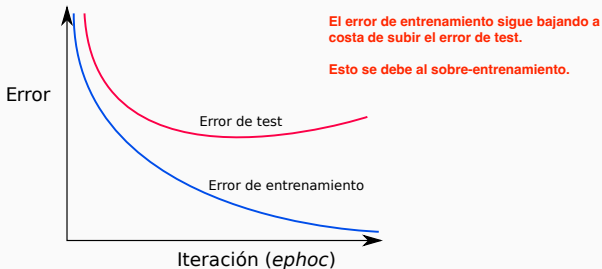 El error de entrenamiento sigue bajando a
costa de subir el error de test.
Esto se debe al sobre-entrenamiento.
Error
Error de test
Error de entrenamiento
Iteración (ephoc)